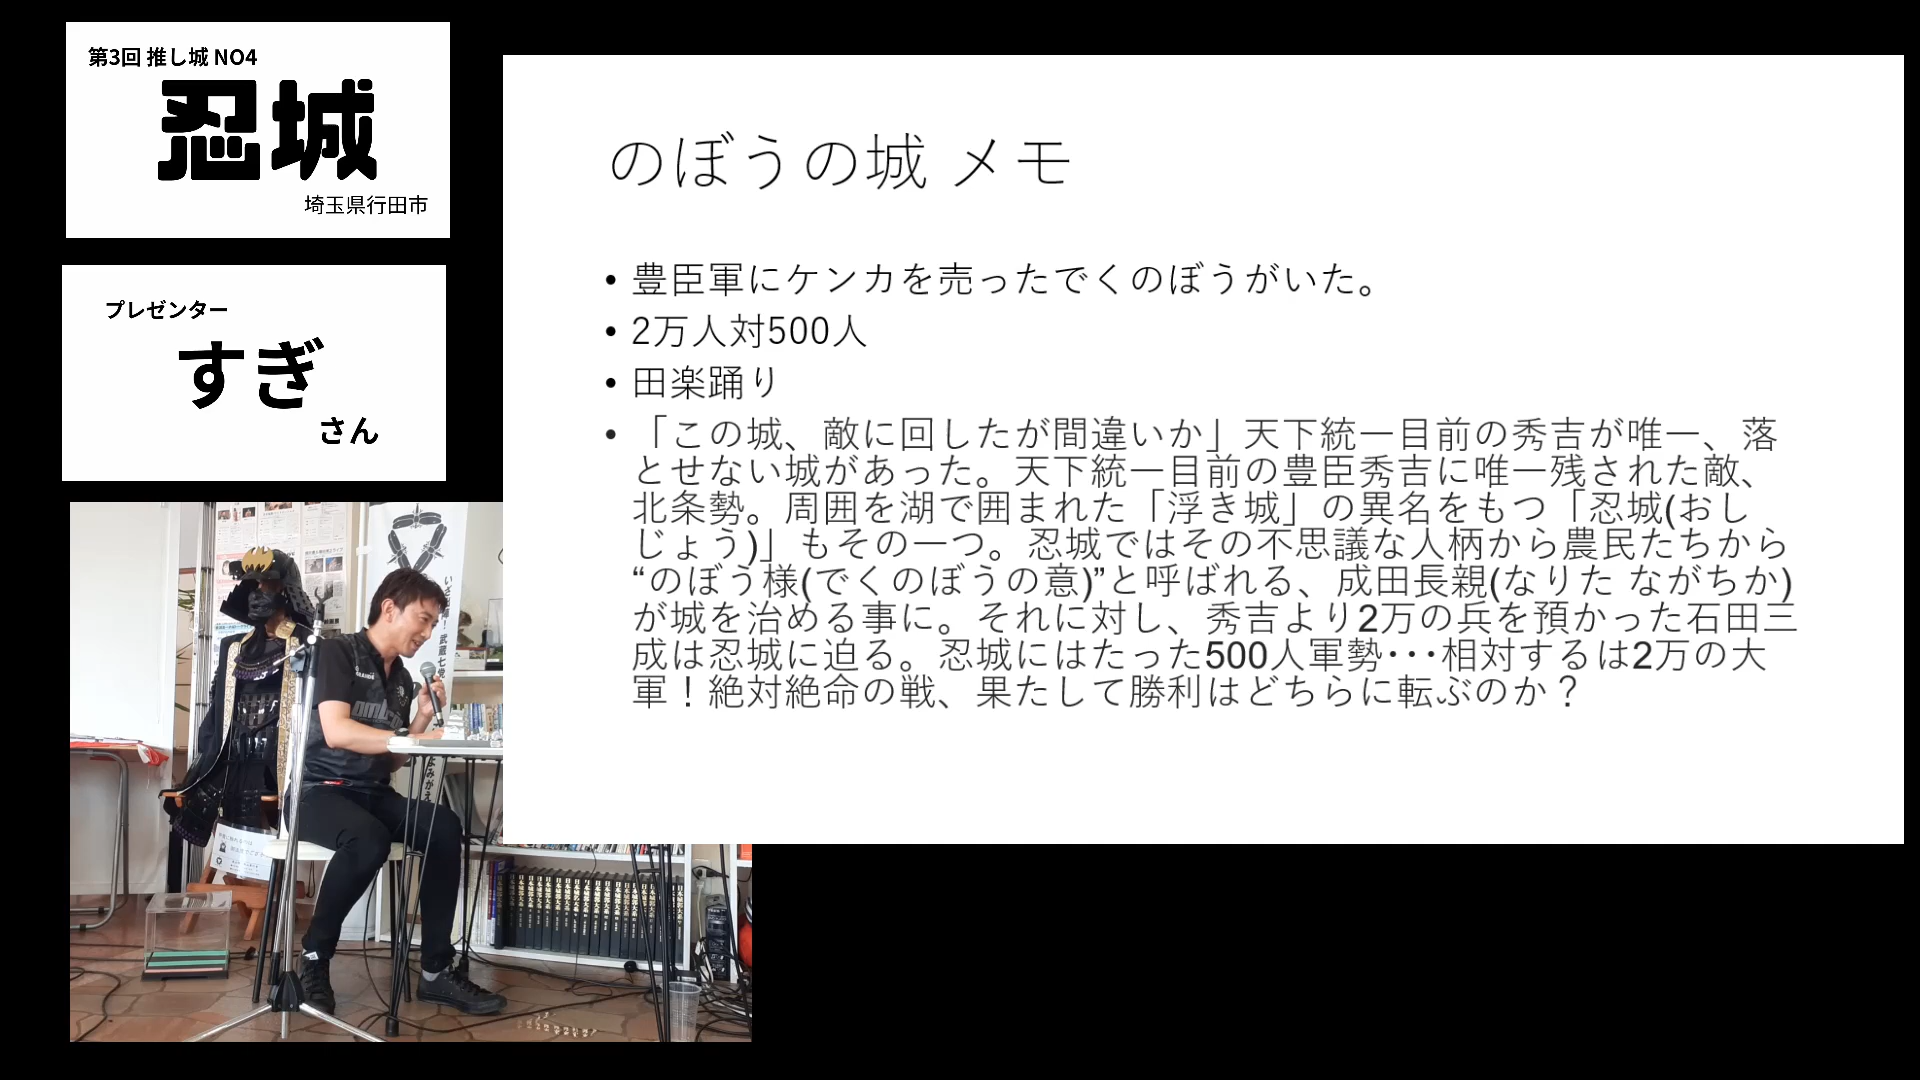 第3回 推し城 NO4
忍城
埼玉県行田市
プレゼンター
すぎ
さん
のぼうの城 メモ
• 豊臣軍にケンカを売ったでくのぼうがいた。
• 2万人対500人
• 田楽踊り
• 「この城、敵に回したが間違いか」天下統一目前の秀吉が唯一、落
とせない城があった。天下統一目前の豊臣秀吉に唯一残された敵、
北条勢。周囲を湖で囲まれた「浮き城」の異名をもつ「忍城(おし
じょう)」もその一つ。忍城ではその不思議な人柄から農民たちから
“のぼう様(でくのぼうの意)”と呼ばれる、成田長親(なりた ながちか)
が城を治める事に。それに対し、秀吉より2万の兵を預かった石田三
成は忍城に迫る。忍城にはたった500人軍勢･･･相対するは2万の大
軍！絶対絶命の戦、果たして勝利はどちらに転ぶのか？
武蔵七党
日本城郭大系